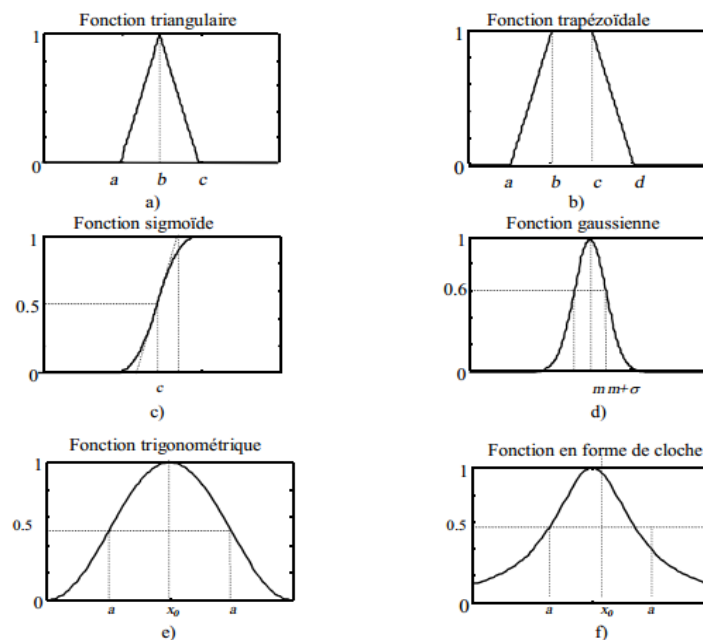 Fonction triangulaire
1
0
a b c
a)
Fonction trapézoïdale
1
0
a b c d
b)
Fonction sigmoïde
1
0.5
0
c
c)
Fonction gaussienne
1
0.6
0
m m+σ
d)
Fonction trigonométrique
1
0.5
0
a x₀ a
e)
Fonction en forme de cloche
1
0.5
0
a x₀ a
f)